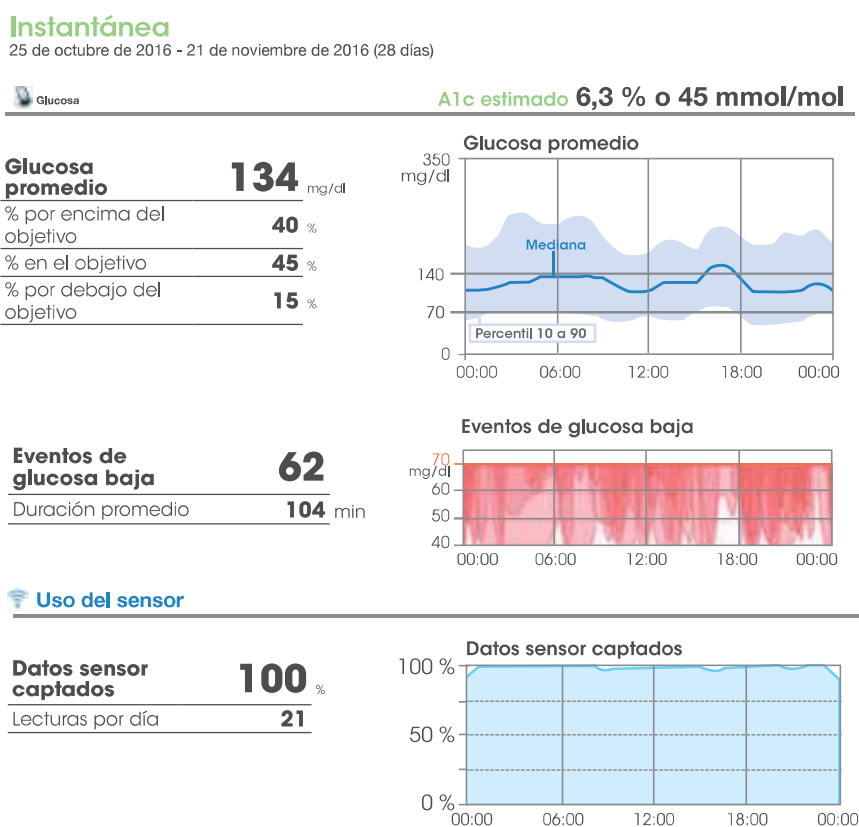 Instantánea
25 de octubre de 2016 - 21 de noviembre de 2016 (28 días)
Glucosa
A1c estimado 6,3 % o 45 mmol/mol
Glucosa promedio 134 mg/dl
% por encima del objetivo 40 %
% en el objetivo 45 %
% por debajo del objetivo 15 %
Glucosa promedio
350
mg/dl
Mediana
140
70
Percentil 10 a 90
0
00:00 06:00 12:00 18:00 00:00
Eventos de glucosa baja 62
Duración promedio 104 min
Eventos de glucosa baja
70
mg/dl
60
50
40
00:00 06:00 12:00 18:00 00:00
Uso del sensor
Datos sensor captados 100 %
Lecturas por día 21
Datos sensor captados
100 %
50 %
0 %
00:00 06:00 12:00 18:00 00:00